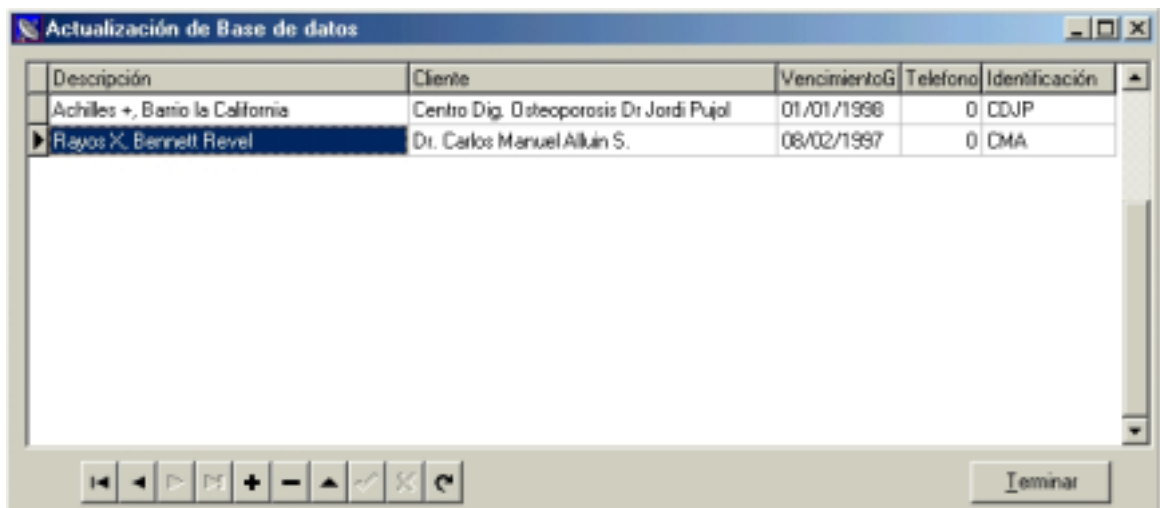 Actualización de Base de datos
Descripción Cliente VencimientoG Telefono Identificación
Achilles +, Barrio la California Centro Dig. Osteoporosis Dr Jordi Pujol 01/01/1998 0 CDJP
Rayos X, Bennett Revel Dr. Carlos Manuel Alluin S. 08/02/1997 0 CMA
Terminar